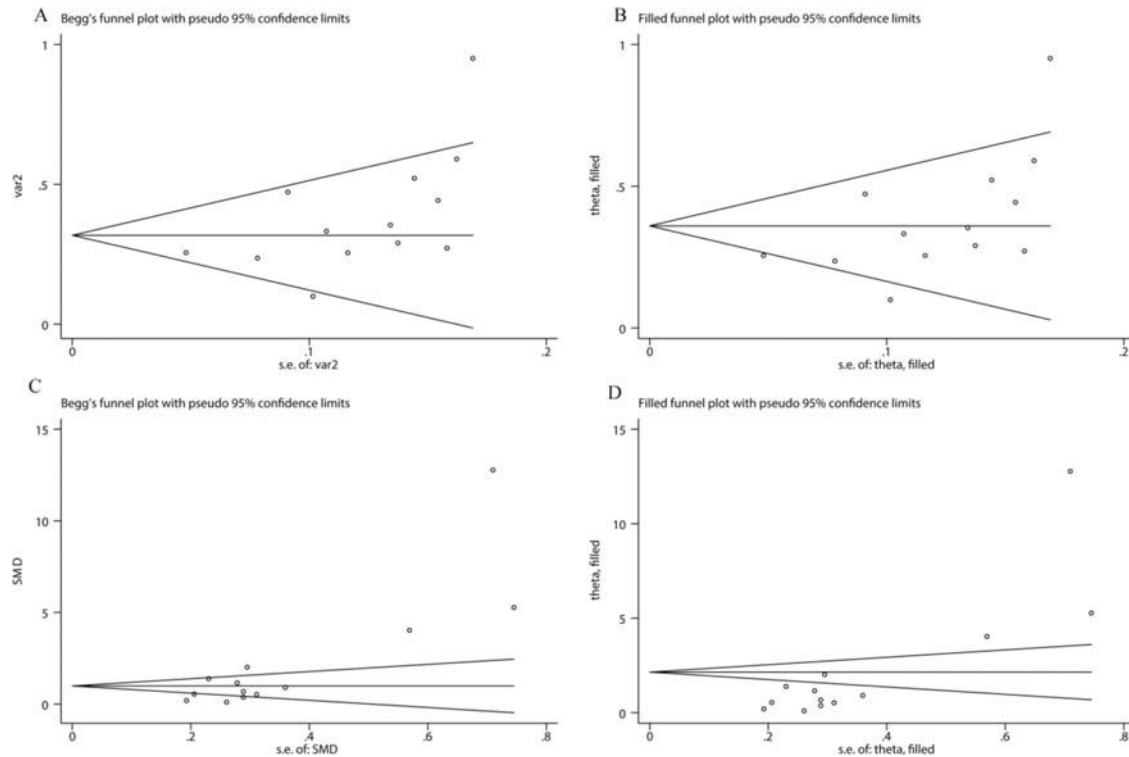 A
Begg's funnel plot with pseudo 95% confidence limits
1
.5
0
var2
0
.1
.2
s.e. of: var2
B
Filled funnel plot with pseudo 95% confidence limits
1
.5
0
theta, filled
0
.1
.2
s.e. of: theta, filled
C
Begg's funnel plot with pseudo 95% confidence limits
15
10
5
0
SMD
0
.2
.4
.6
.8
s.e. of: SMD
D
Filled funnel plot with pseudo 95% confidence limits
15
10
5
0
theta, filled
0
.2
.4
.6
.8
s.e. of: theta, filled